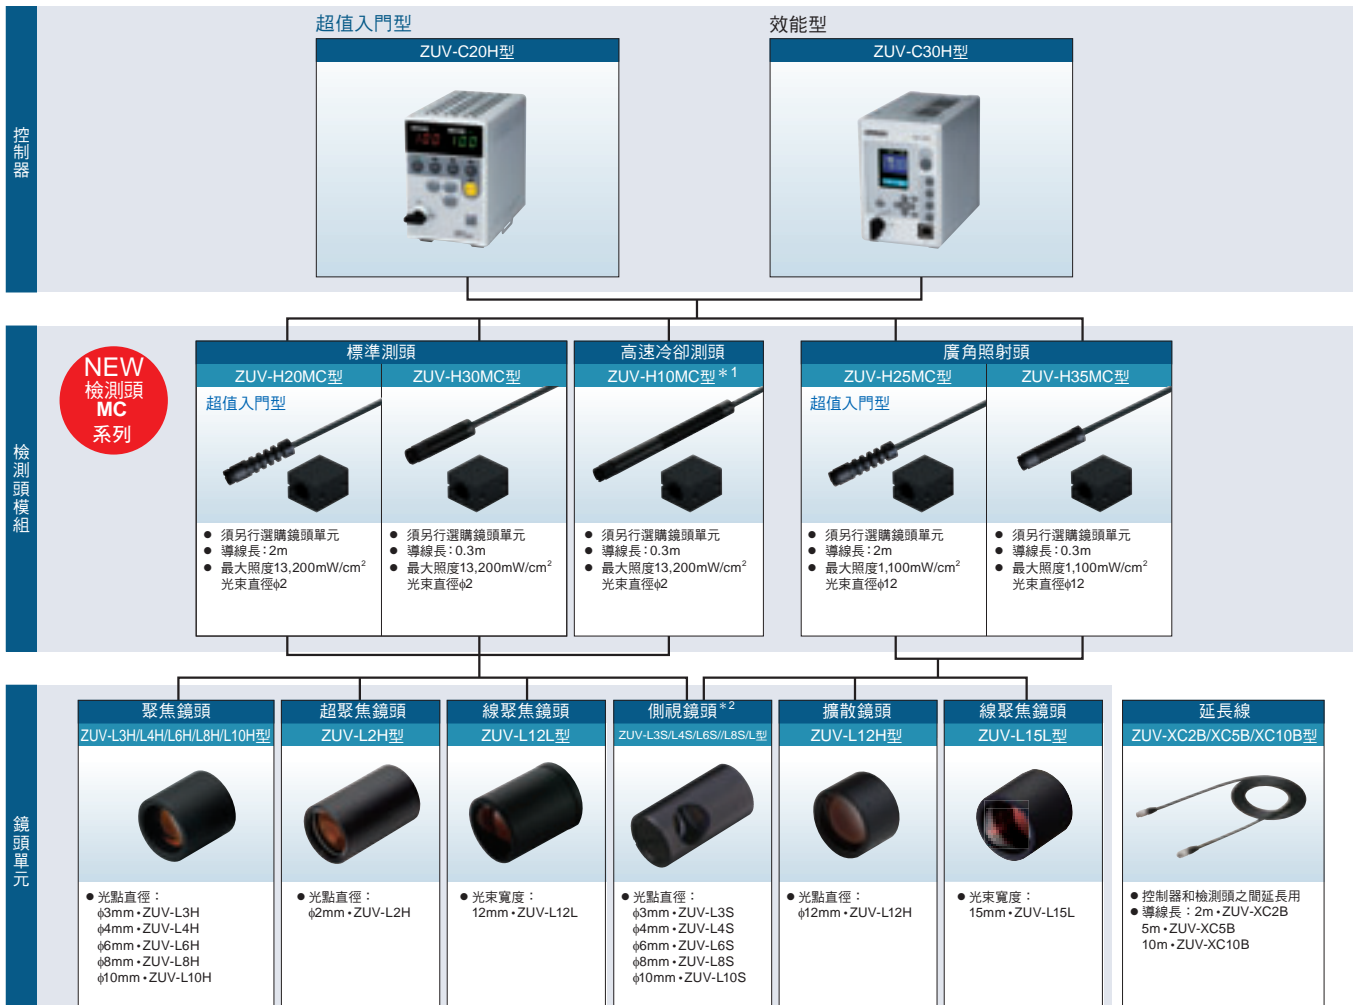 控制器
超值入門型
ZUV-C20H型
效能型
ZUV-C30H型
檢測頭模組
NEW
檢測頭
MC
系列
標準測頭
ZUV-H20MC型
超值入門型
● 須另行選購鏡頭單元
● 導線長：2m
● 最大照度13,200mW/cm²
光束直徑φ2
ZUV-H30MC型
● 須另行選購鏡頭單元
● 導線長：0.3m
● 最大照度13,200mW/cm²
光束直徑φ2
高速冷卻測頭
ZUV-H10MC型＊1
● 須另行選購鏡頭單元
● 導線長：0.3m
● 最大照度13,200mW/cm²
光束直徑φ2
廣角照射頭
ZUV-H25MC型
超值入門型
● 須另行選購鏡頭單元
● 導線長：2m
● 最大照度1,100mW/cm²
光束直徑φ12
ZUV-H35MC型
● 須另行選購鏡頭單元
● 導線長：0.3m
● 最大照度1,100mW/cm²
光束直徑φ12
鏡頭單元
聚焦鏡頭
ZUV-L3H/L4H/L6H/L8H/L10H型
● 光點直徑：
φ3mm・ZUV-L3H
φ4mm・ZUV-L4H
φ6mm・ZUV-L6H
φ8mm・ZUV-L8H
φ10mm・ZUV-L10H
超聚焦鏡頭
ZUV-L2H型
● 光點直徑：
φ2mm・ZUV-L2H
線聚焦鏡頭
ZUV-L12L型
● 光束寬度：
12mm・ZUV-L12L
側視鏡頭＊2
ZUV-L3S/L4S/L6S//L8S/L型
● 光點直徑：
φ3mm・ZUV-L3S
φ4mm・ZUV-L4S
φ6mm・ZUV-L6S
φ8mm・ZUV-L8S
φ10mm・ZUV-L10S
擴散鏡頭
ZUV-L12H型
● 光點直徑：
φ12mm・ZUV-L12H
線聚焦鏡頭
ZUV-L15L型
● 光束寬度：
15mm・ZUV-L15L
延長線
ZUV-XC2B/XC5B/XC10B型
● 控制器和檢測頭之間延長用
● 導線長：2m・ZUV-XC2B
5m・ZUV-XC5B
10m・ZUV-XC10B